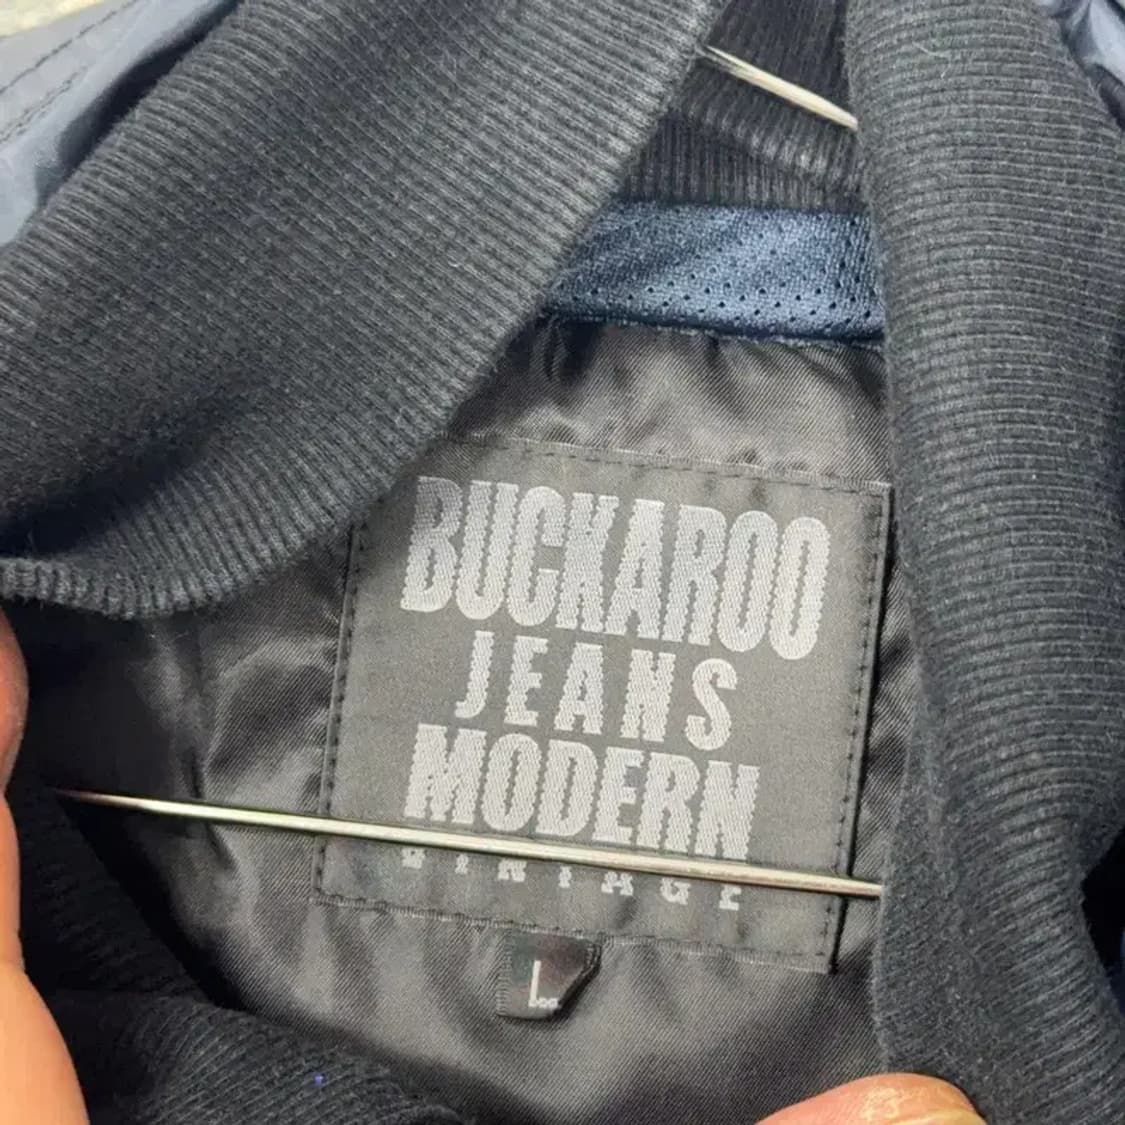 BUCKAROO
JEANS
MODERN
VINTAGE
L